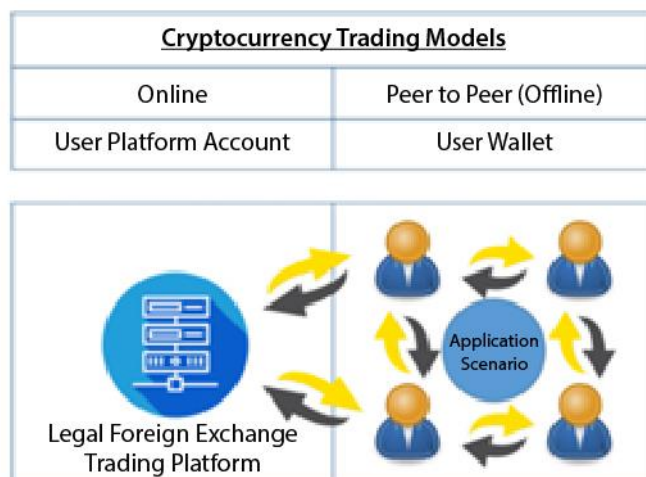 Cryptocurrency Trading Models
Online
Peer to Peer (Offline)
User Platform Account
User Wallet
Application
Scenario
Legal Foreign Exchange
Trading Platform